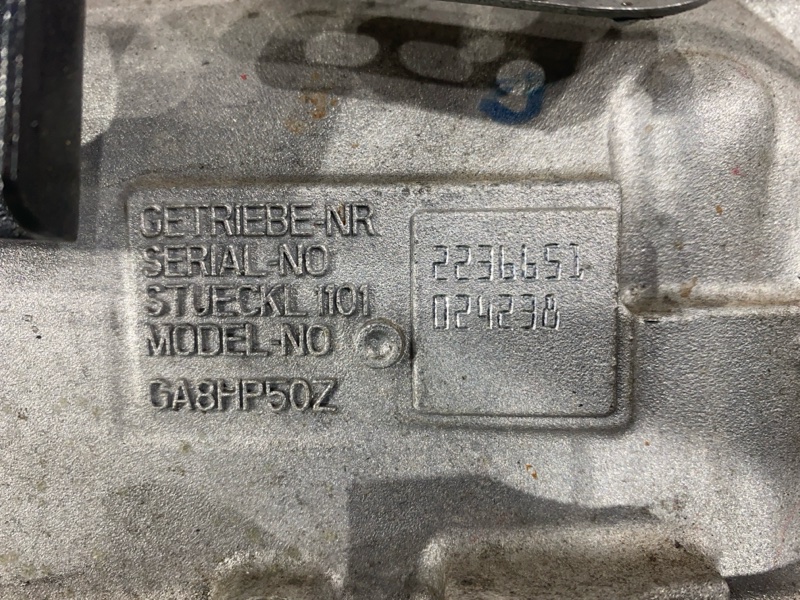 GETRIEBE-NR
SERIAL-NO
2236651
STUECKL 1101
024238
MODEL-NO
GA8HP50Z